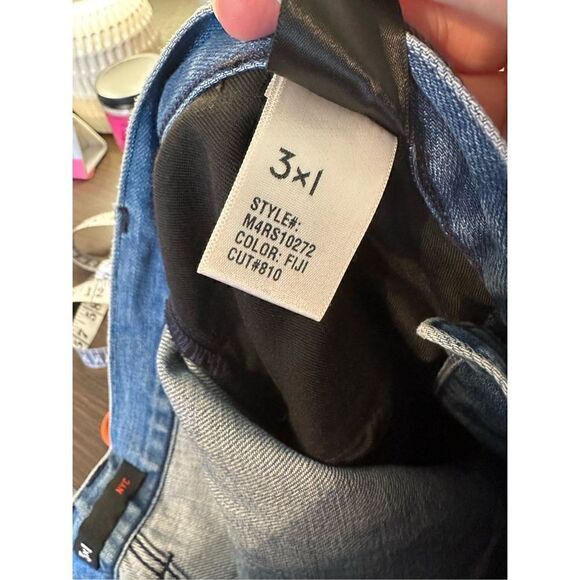 3×1
STYLE#:
M4RS10272
COLOR: FIJI
CUT#810
NYC